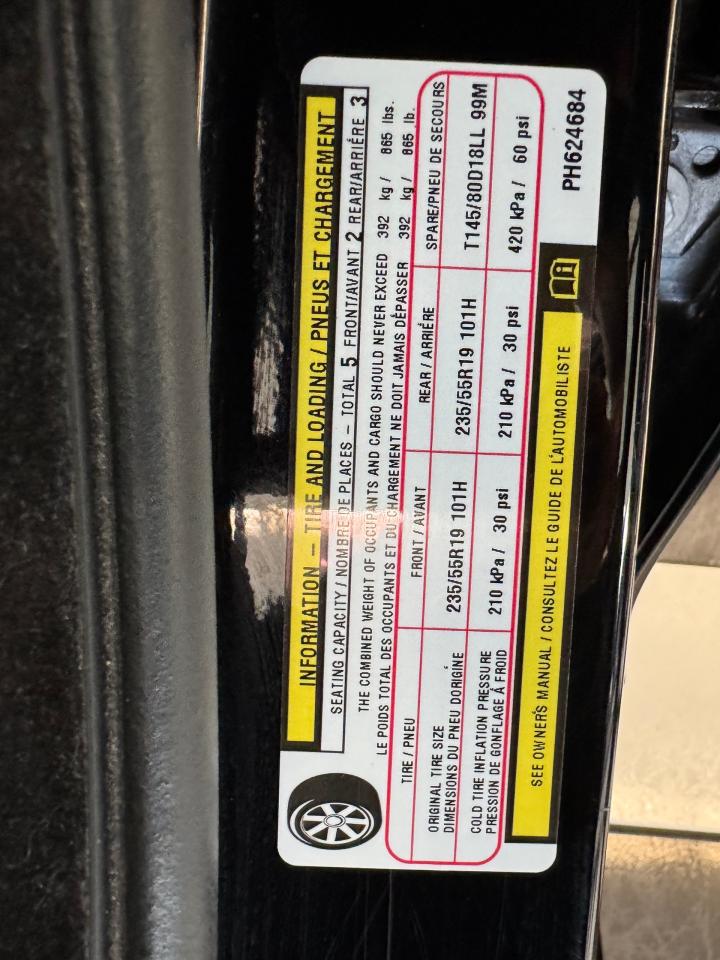 INFORMATION – TIRE AND LOADING / PNEUS ET CHARGEMENT
SEATING CAPACITY / NOMBRE DE PLACES – TOTAL 5 FRONT/AVANT 2 REAR/ARRIÉRE 3
THE COMBINED WEIGHT OF OCCUPANTS AND CARGO SHOULD NEVER EXCEED 392 kg / 865 lbs.
LE POIDS TOTAL DES OCCUPANTS ET DU CHARGEMENT NE DOIT JAMAIS DÉPASSER 392 kg / 865 lb.
TIRE / PNEU FRONT / AVANT REAR / ARRIÉRE SPARE/PNEU DE SECOURS
ORIGINAL TIRE SIZE
DIMENSIONS DU PNEU D'ORIGINE 235/55R19 101H 235/55R19 101H T145/80D18LL 99M
COLD TIRE INFLATION PRESSURE
PRESSION DE GONFLAGE Á FROID 210 kPa / 30 psi 210 kPa / 30 psi 420 kPa / 60 psi
SEE OWNER'S MANUAL / CONSULTEZ LE GUIDE DE L'AUTOMOBILISTE
PH624684